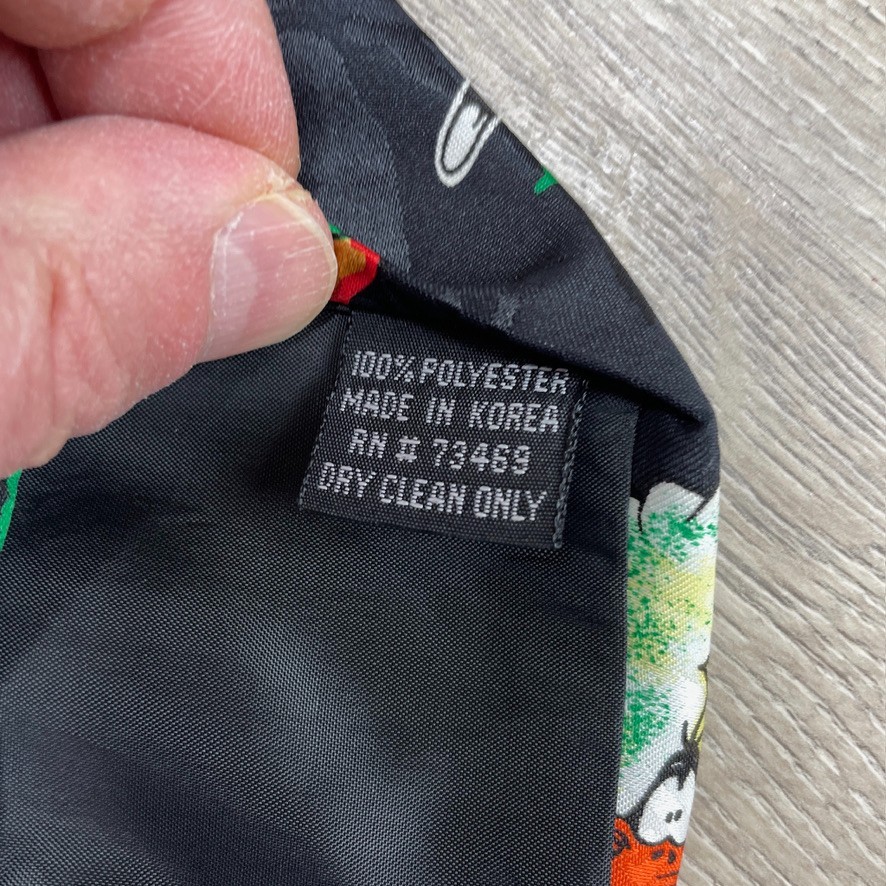 100% POLYESTER
MADE IN KOREA
RN # 73469
DRY CLEAN ONLY